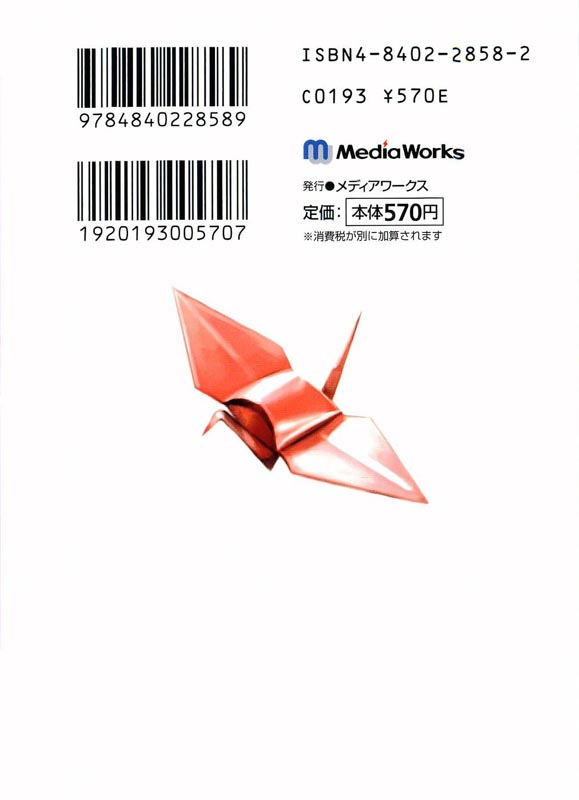 9784840228589
1920193005707
ISBN4-8402-2858-2
C0193 ¥570E
m MediaWorks
発行●メディアワークス
定価：本体570円
※消費税が別に加算されます